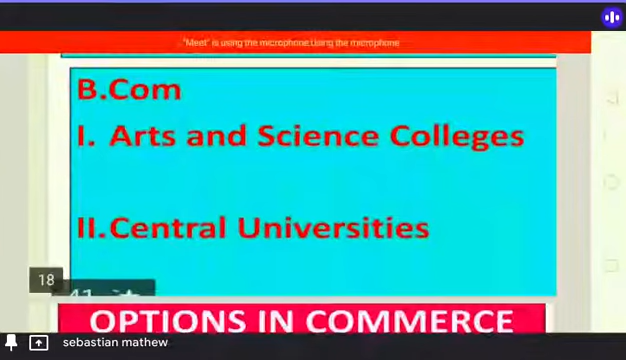 "Meet" is using the microphone.Using the microphone
B.Com
I. Arts and Science Colleges
II.Central Universities
18
41
OPTIONS IN COMMERCE
sebastian mathew